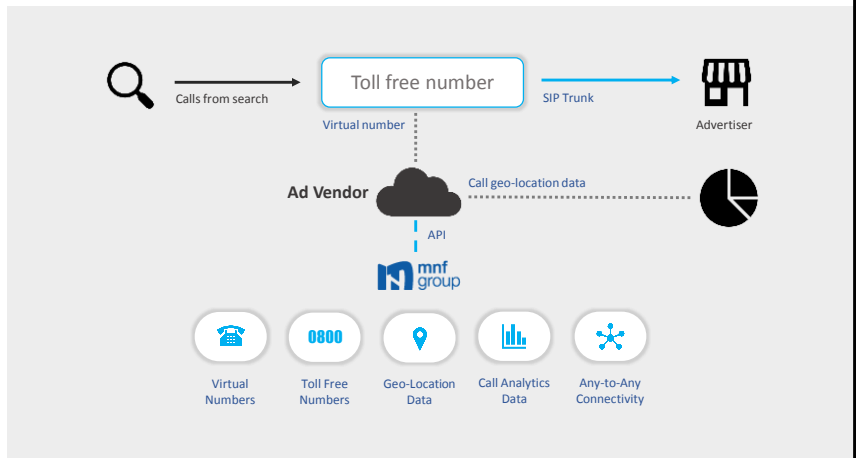 Toll free number
Calls from search
SIP Trunk
Virtual number
Advertiser
Ad Vendor
Call geo-location data
API
mnf
group
0800
Virtual
Numbers
Toll Free
Numbers
Geo-Location
Data
Call Analytics
Data
Any-to-Any
Connectivity